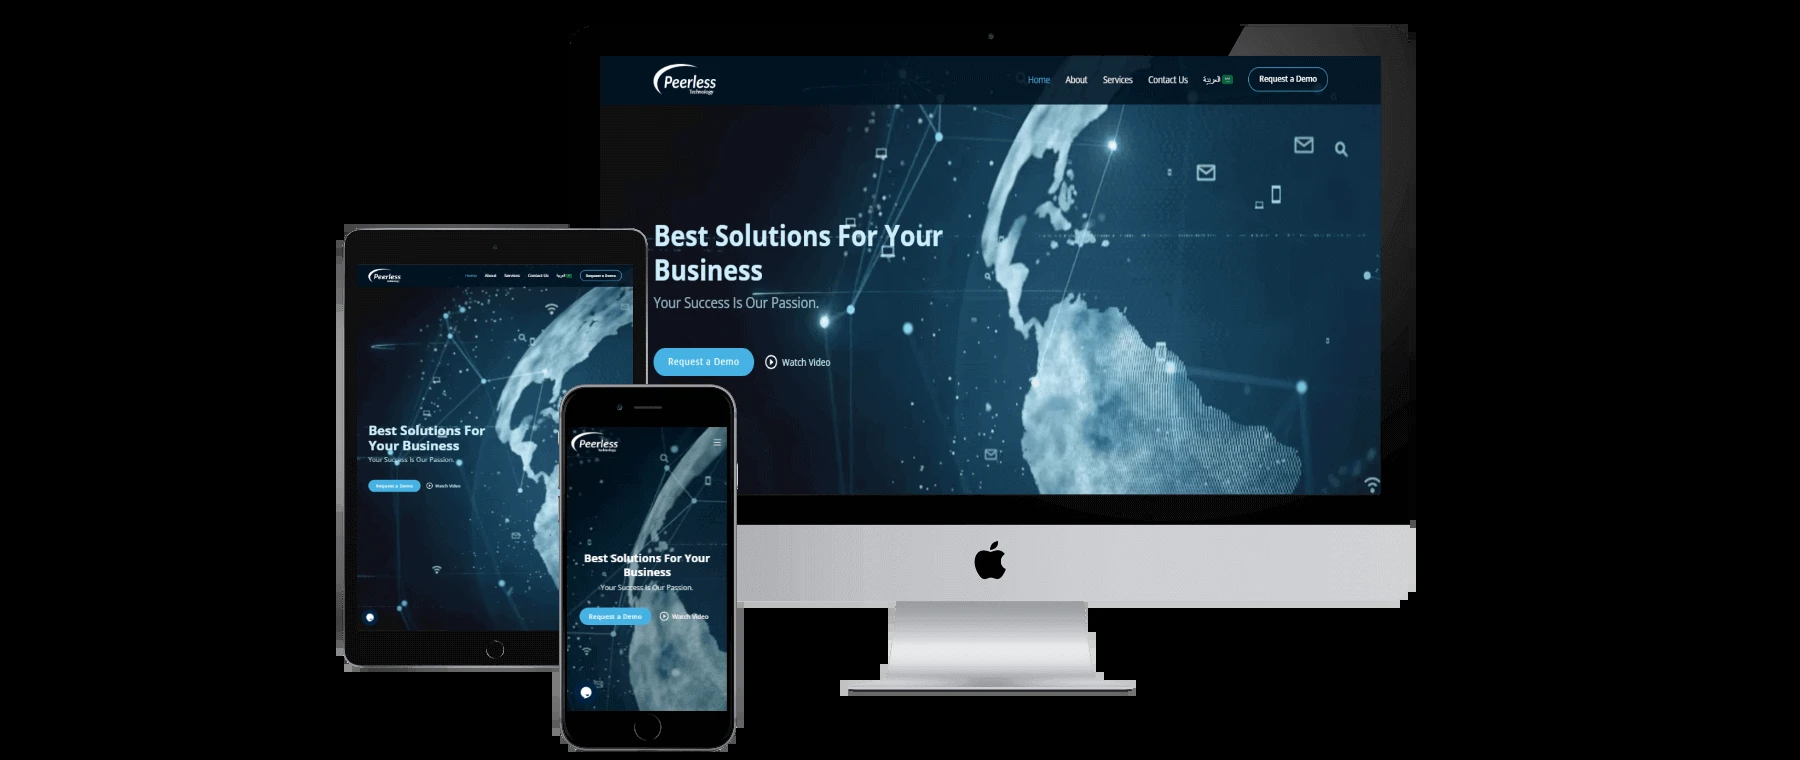 Peerless
Technology
Home About Services Contact Us العربية Request a Demo
Best Solutions For Your
Business
Your Success Is Our Passion.
Request a Demo Watch Video
Peerless
Technology
Home About Services Contact Us العربية Request a Demo
Best Solutions For
Your Business
Your Success Is Our Passion.
Request a Demo Watch Video
Peerless
Technology
Best Solutions For Your
Business
Your Success Is Our Passion.
Request a Demo Watch Video